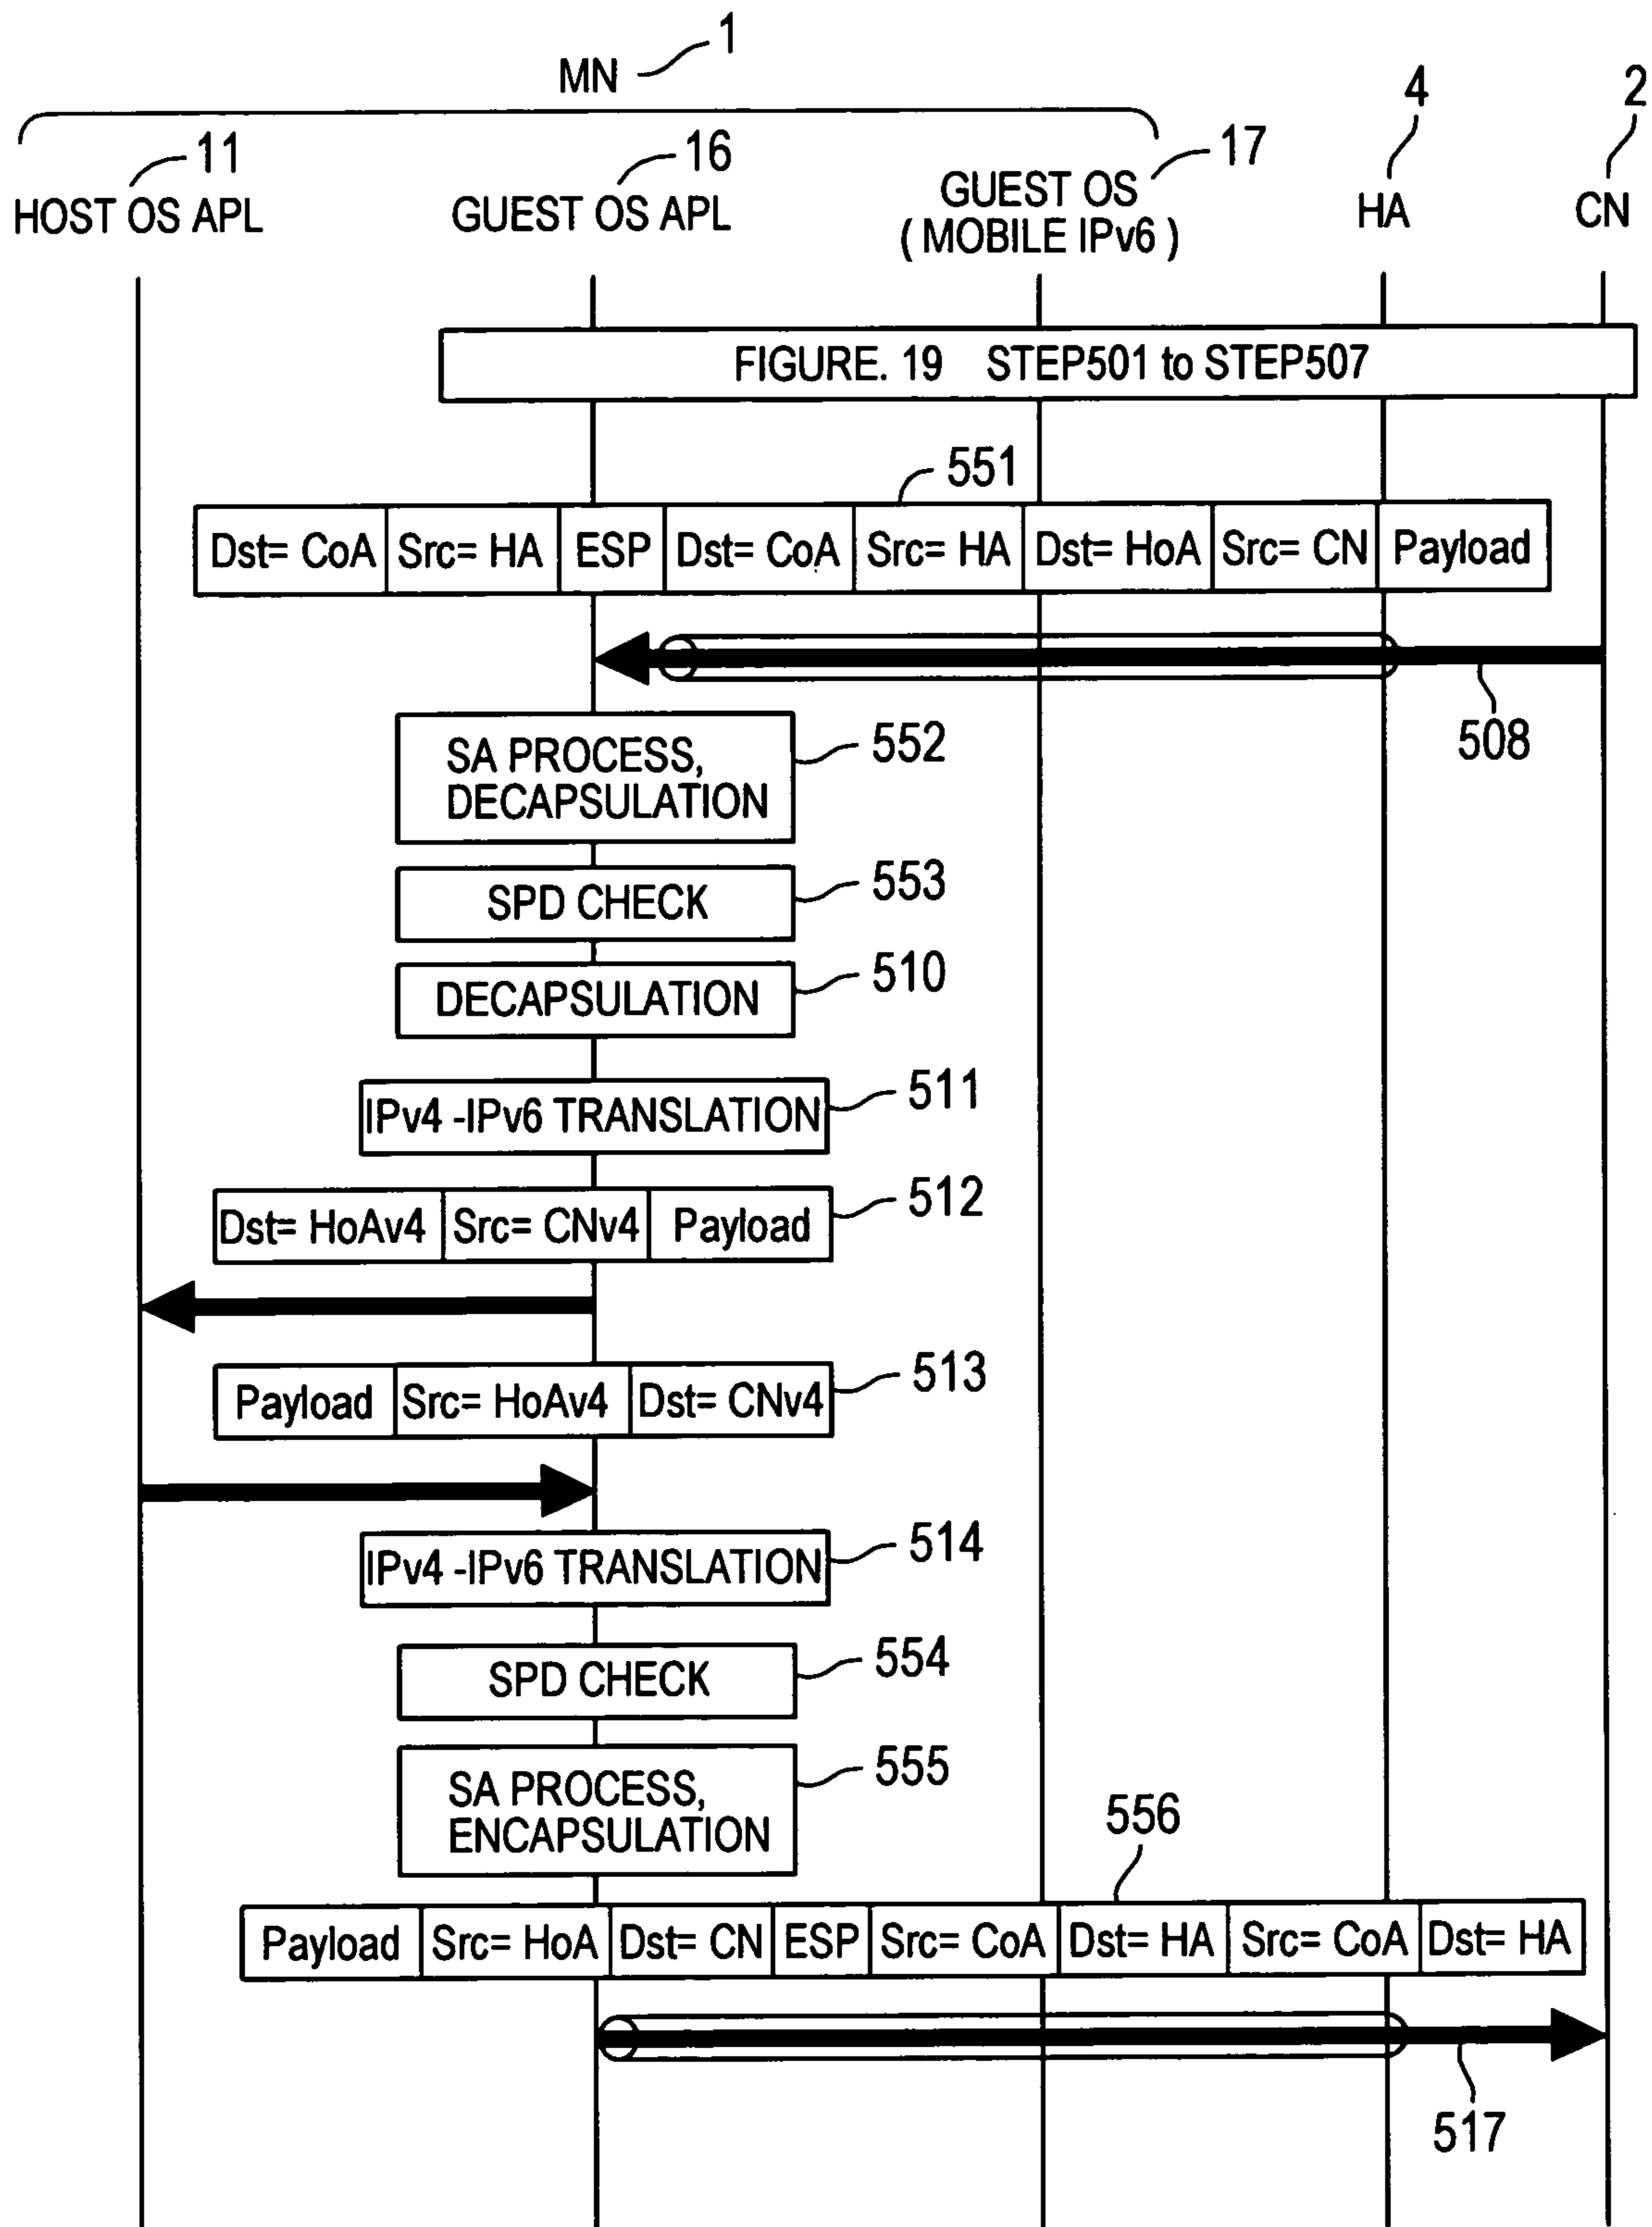 1
MN
4
2
11
16
17
HOST OS APL
GUEST OS APL
GUEST OS
( MOBILE IPv6 )
HA
CN
FIGURE. 19 STEP501 to STEP507
551
Dst= CoA Src= HA ESP Dst= CoA Src= HA Dst= HoA Src= CN Payload
508
SA PROCESS,
DECAPSULATION
552
SPD CHECK
553
DECAPSULATION
510
IPv4 -IPv6 TRANSLATION
511
Dst= HoAv4 Src= CNv4 Payload
512
Payload Src= HoAv4 Dst= CNv4
513
IPv4 -IPv6 TRANSLATION
514
SPD CHECK
554
SA PROCESS,
ENCAPSULATION
555
556
Payload Src= HoA Dst= CN ESP Src= CoA Dst= HA Src= CoA Dst= HA
517